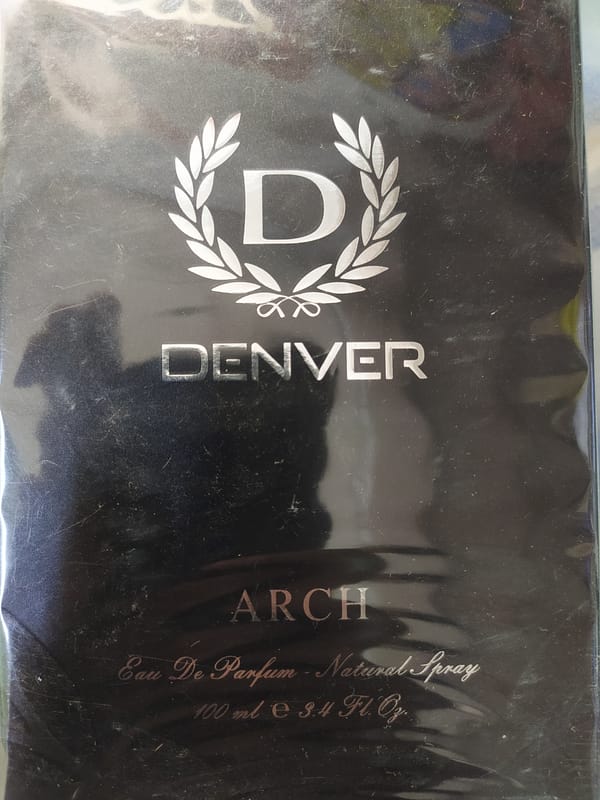 D
DENVER
ARCH
Eau De Parfum - Natural Spray
100 ml e 3.4 Fl. Oz.